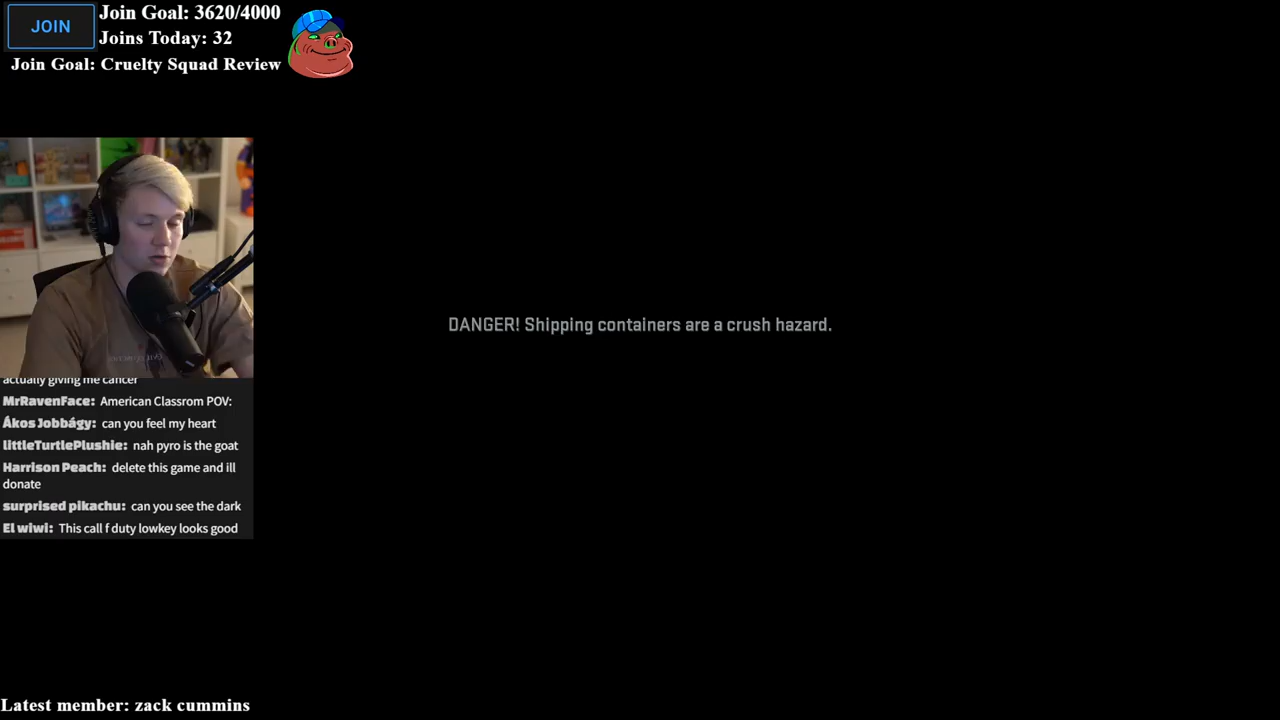 JOIN
Join Goal: 3620/4000
Joins Today: 32
Join Goal: Cruelty Squad Review
DANGER! Shipping containers are a crush hazard.
actually giving me cancer
MrRavenFace: American Classrom POV:
Ákos Jobbágy: can you feel my heart
littleTurtlePlushie: nah pyro is the goat
Harrison Peach: delete this game and ill
donate
surprised pikachu: can you see the dark
El wiwi: This call f duty lowkey looks good
Latest member: zack cummins